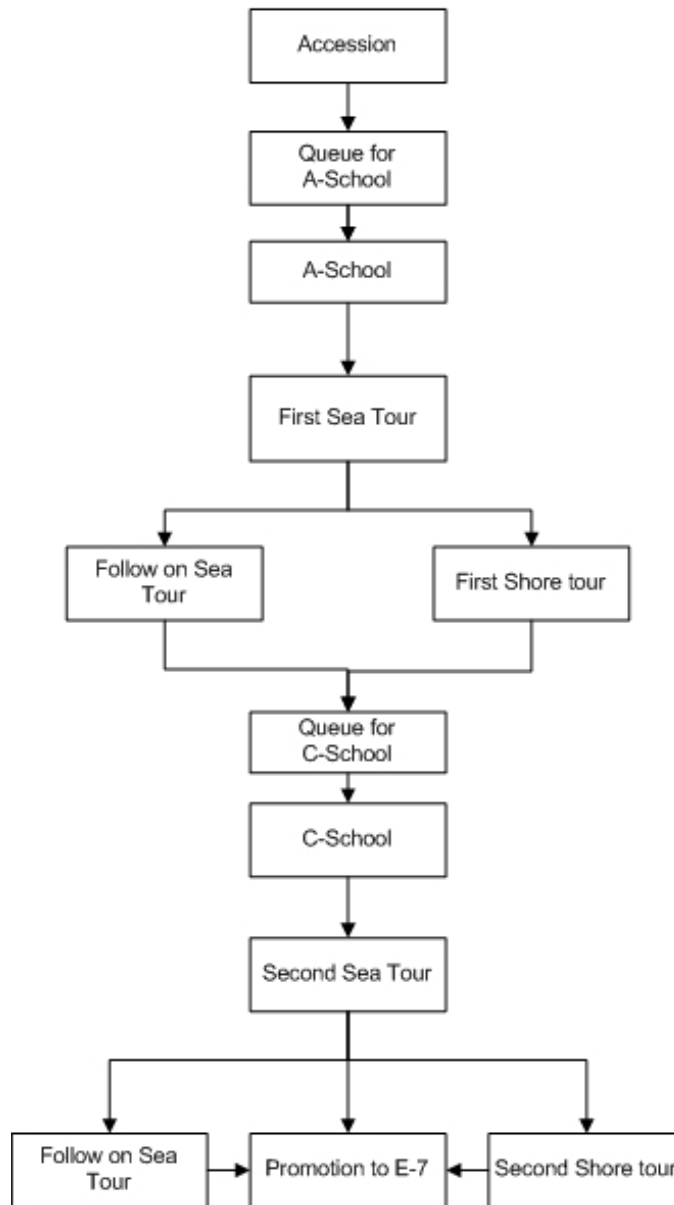 Accession
Queue for
A-School
A-School
First Sea Tour
Follow on Sea
Tour
First Shore tour
Queue for
C-School
C-School
Second Sea Tour
Follow on Sea
Tour
Promotion to E-7
Second Shore tour